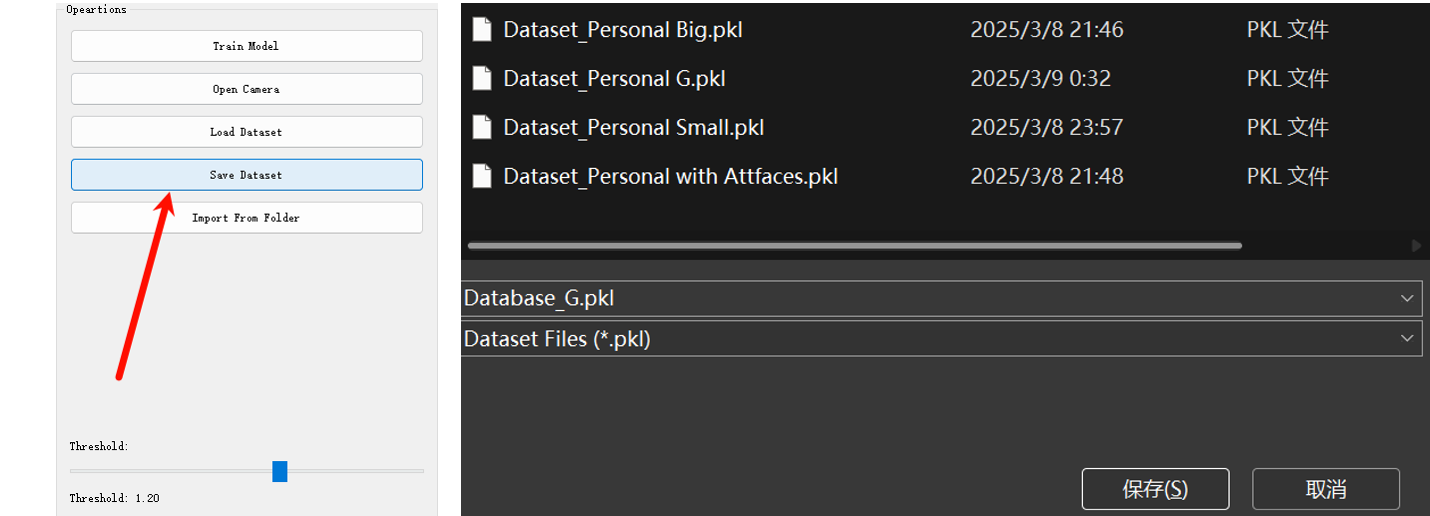 Opeartions
Train Model
Open Camera
Load Dataset
Save Dataset
Import From Folder
Threshold:
Threshold: 1.20
Dataset_Personal Big.pkl 2025/3/8 21:46 PKL 文件
Dataset_Personal G.pkl 2025/3/9 0:32 PKL 文件
Dataset_Personal Small.pkl 2025/3/8 23:57 PKL 文件
Dataset_Personal with Attfaces.pkl 2025/3/8 21:48 PKL 文件
Database_G.pkl
Dataset Files (*.pkl)
保存(S) 取消